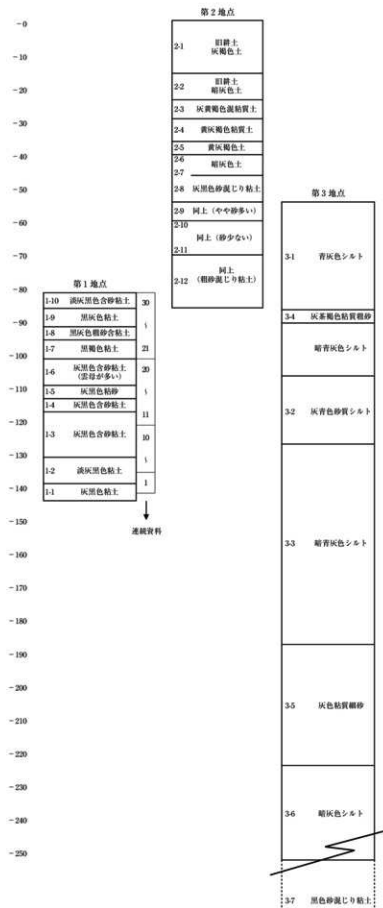 -0
-10
-20
-30
-40
-50
-60
-70
-80
-90
-100
-110
-120
-130
-140
-150
-160
-170
-180
-190
-200
-210
-220
-230
-240
-250
第1地点
1-10 淡灰黒色含砂粘土
1-9 黒灰色粘土
1-8 黒灰色粗砂含粘土
1-7 黒褐色粘土
1-6 灰黒色含砂粘土
(雲母が多い)
1-5 灰黒色粘砂
1-4 灰黒色含砂粘土
1-3 灰黒色含砂粘土
1-2 淡灰黒色粘土
1-1 灰黒色粘土
30
~
21
20
~
11
10
~
1
連続資料
第2地点
2-1 旧耕土
灰褐色土
2-2 旧耕土
暗灰色土
2-3 灰黄褐色混粘質土
2-4 黄灰褐色粘質土
2-5 黄灰褐色土
2-6
暗灰色土
2-7
2-8 灰黒色砂混じり粘土
2-9 同上(やや砂多い)
2-10
同上(砂少ない)
2-11
2-12 同上
(粗砂混じり粘土)
第3地点
3-1 青灰色シルト
3-4 灰茶褐色粘質粗砂
暗青灰色シルト
3-2 灰青色砂質シルト
3-3 暗青灰色シルト
3-5 灰色粘質細砂
3-6 暗灰色シルト
3-7 黒色砂混じり粘土